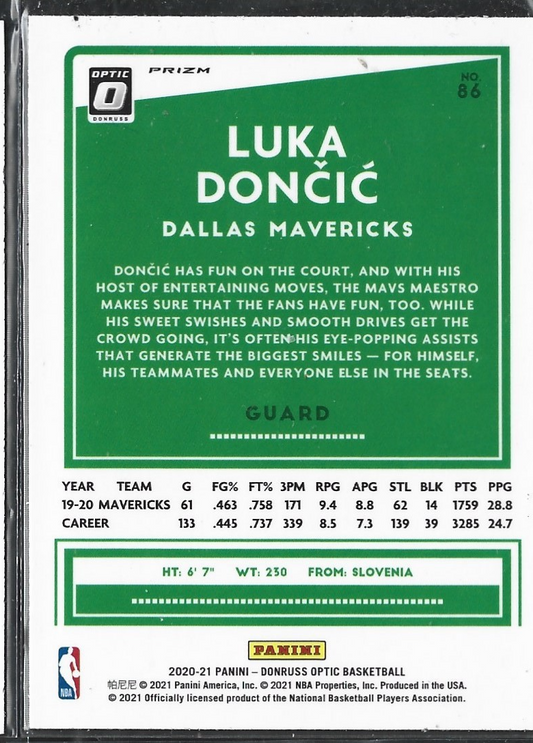 OPTIC
O
DONRUSS
PRIZM
NO.
86
LUKA
DONČIĆ
DALLAS MAVERICKS
DONČIĆ HAS FUN ON THE COURT, AND WITH HIS
HOST OF ENTERTAINING MOVES, THE MAVS MAESTRO
MAKES SURE THAT THE FANS HAVE FUN, TOO. WHILE
HIS SWEET SWISHES AND SMOOTH DRIVES GET THE
CROWD GOING, IT'S OFTEN HIS EYE-POPPING ASSISTS
THAT GENERATE THE BIGGEST SMILES — FOR HIMSELF,
HIS TEAMMATES AND EVERYONE ELSE IN THE SEATS.
GUARD
YEAR TEAM G FG% FT% 3PM RPG APG STL BLK PTS PPG
19-20 MAVERICKS 61 .463 .758 171 9.4 8.8 62 14 1759 28.8
CAREER 133 .445 .737 339 8.5 7.3 139 39 3285 24.7
HT: 6' 7" WT: 230 FROM: SLOVENIA
PANINI
2020-21 PANINI – DONRUSS OPTIC BASKETBALL
帕尼尼 © 2021 Panini America, Inc. © 2021 NBA Properties, Inc. Produced in the USA.
© 2021 Officially licensed product of the National Basketball Players Association.
NBA